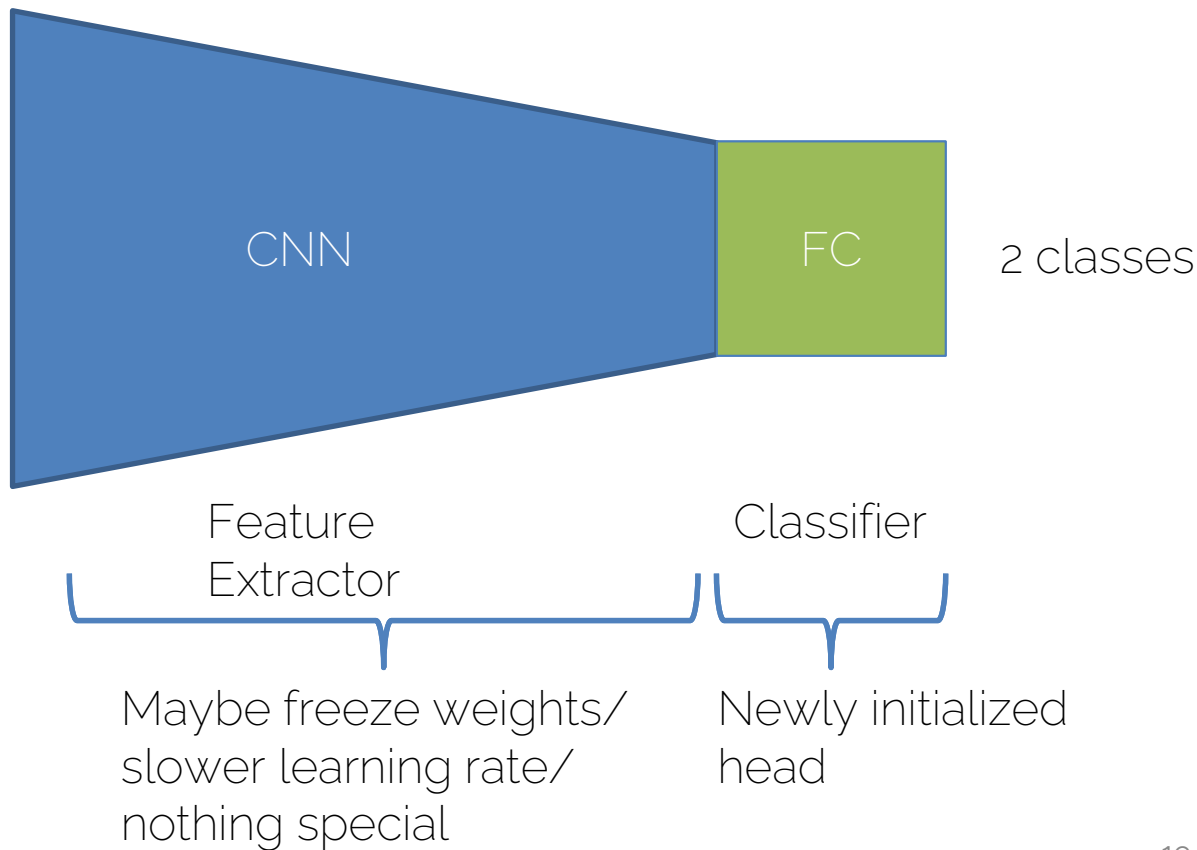 CNN
FC
2 classes
Feature
Extractor
Classifier
Maybe freeze weights/
slower learning rate/
nothing special
Newly initialized
head